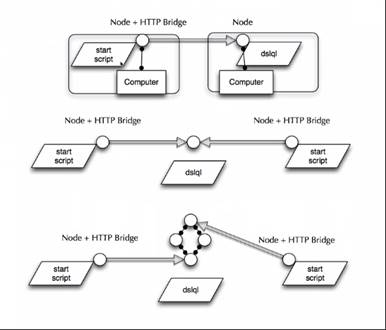 Node + HTTP Bridge
Node
start
script
dslql
Computer
Computer
Node + HTTP Bridge
Node + HTTP Bridge
start
script
start
script
dslql
Node + HTTP Bridge
Node + HTTP Bridge
start
script
start
script
dslql